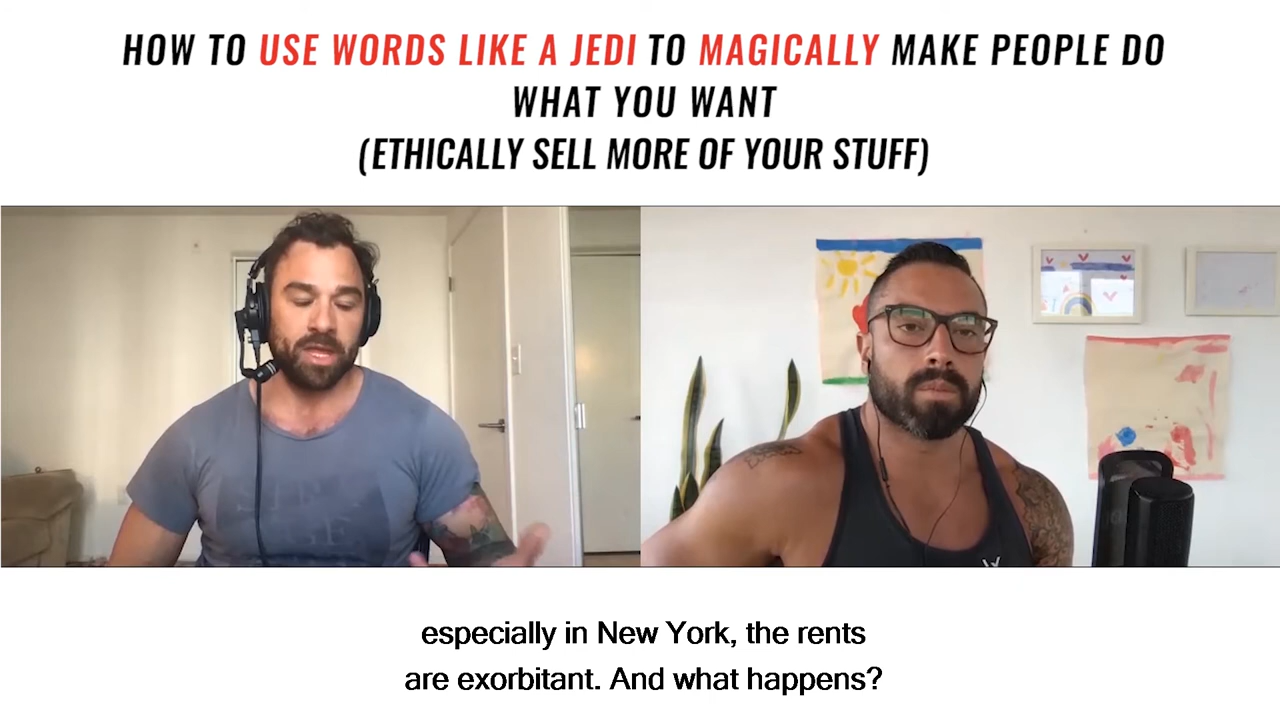 HOW TO USE WORDS LIKE A JEDI TO MAGICALLY MAKE PEOPLE DO
WHAT YOU WANT
(ETHICALLY SELL MORE OF YOUR STUFF)
especially in New York, the rents
are exorbitant. And what happens?